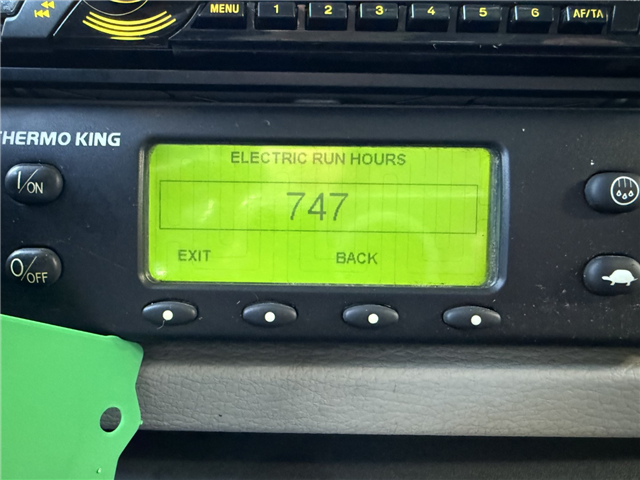 MENU 1 2 3 4 5 6 AF/TA
THERMO KING
ELECTRIC RUN HOURS
I/ON
747
O/OFF
EXIT BACK